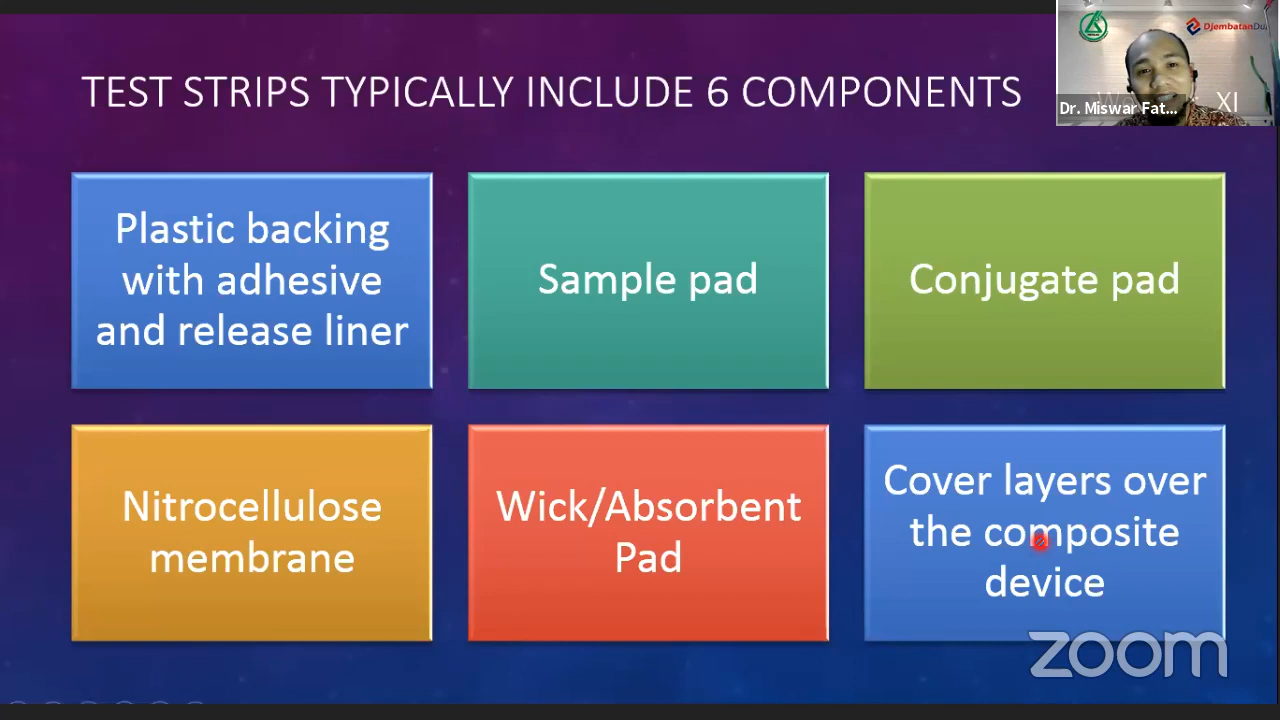 TEST STRIPS TYPICALLY INCLUDE 6 COMPONENTS
Dr. Miswar Fat...
XI
Plastic backing
with adhesive
and release liner
Sample pad
Conjugate pad
Nitrocellulose
membrane
Wick/Absorbent
Pad
Cover layers over
the composite
device
zoom